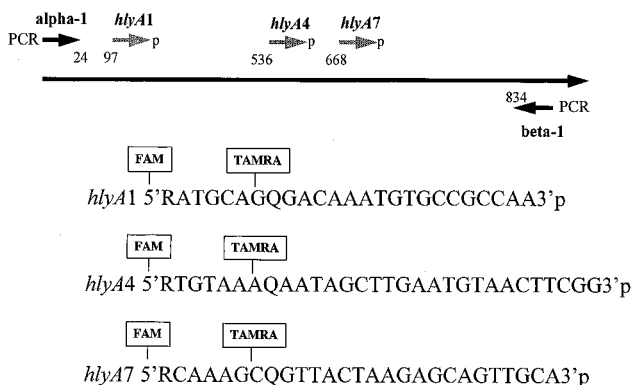 alpha-1 hlyA1 hlyA4 hlyA7
PCR p p p
24 97 536 668
834 PCR
beta-1
FAM TAMRA
hlyA1 5'RATGCAGQGACAAATGTGCCGCCAA3'p
FAM TAMRA
hlyA4 5'RTGTAAAQAATAGCTTGAATGTAACTTCGG3'p
FAM TAMRA
hlyA7 5'RCAAAGCQGTTACTAAGAGCAGTTGCA3'p